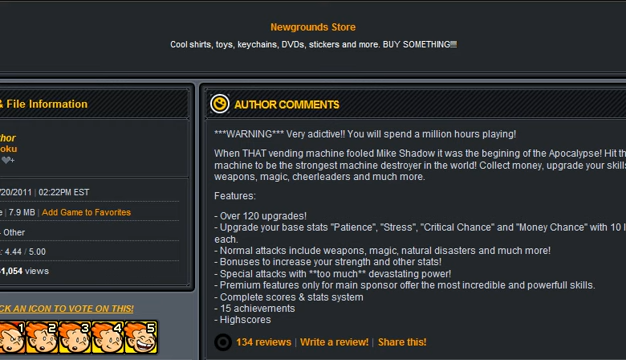 Newgrounds Store
Cool shirts, toys, keychains, DVDs, stickers and more. BUY SOMETHING!!!
& File Information
hor
oku
+
/20/2011 | 02:22PM EST
e | 7.9 MB | Add Game to Favorites
- Other
: 4.44 / 5.00
1,054 views
CK AN ICON TO VOTE ON THIS!
1 2 3 4 5
AUTHOR COMMENTS
***WARNING*** Very adictive!! You will spend a million hours playing!
When THAT vending machine fooled Mike Shadow it was the begining of the Apocalypse! Hit th
machine to be the strongest machine destroyer in the world! Collect money, upgrade your skills
weapons, magic, cheerleaders and much more.
Features:
- Over 120 upgrades!
- Upgrade your base stats "Patience", "Stress", "Critical Chance" and "Money Chance" with 10 l
each.
- Normal attacks include weapons, magic, natural disasters and much more!
- Bonuses to increase your strength and other stats!
- Special attacks with **too much** devastating power!
- Premium features only for main sponsor offer the most incredible and powerfull skills.
- Complete scores & stats system
- 15 achievements
- Highscores
134 reviews | Write a review! | Share this!